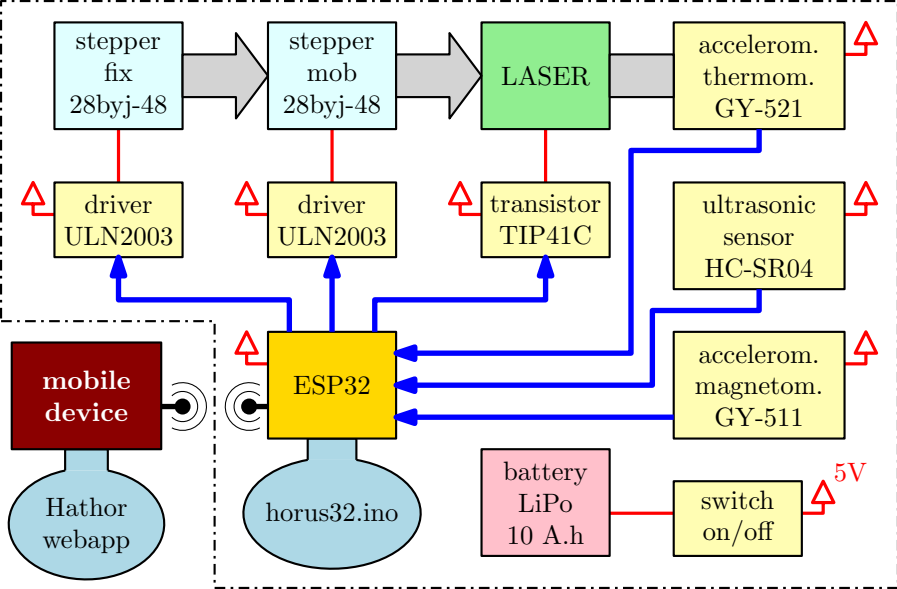 stepper
fix
28byj-48
stepper
mob
28byj-48
LASER
accelerom.
thermom.
GY-521
driver
ULN2003
driver
ULN2003
transistor
TIP41C
ultrasonic
sensor
HC-SR04
mobile
device
ESP32
accelerom.
magnetom.
GY-511
Hathor
webapp
horus32.ino
battery
LiPo
10 A.h
switch
on/off
5V